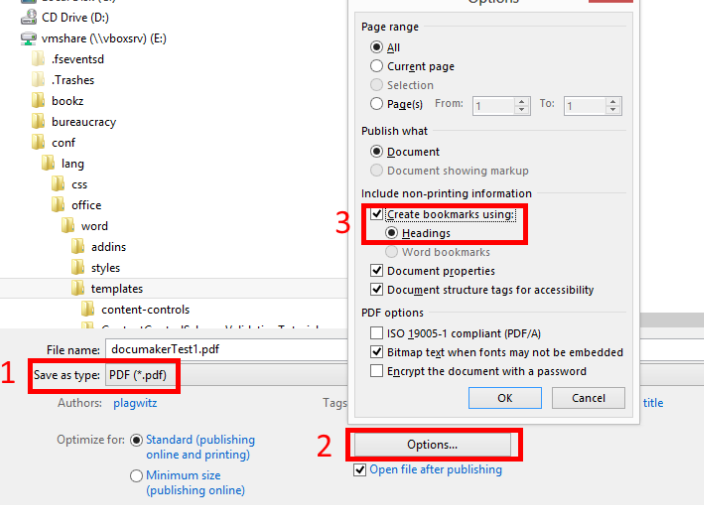 CD Drive (D:)
vmshare (\\vboxsrv) (E:)
.fseventsd
.Trashes
bookz
bureaucracy
conf
lang
css
office
word
addins
styles
templates
content-controls
File name: documakerTest1.pdf
1
Save as type: PDF (*.pdf)
Authors: plagwitz
Tags
title
Optimize for: Standard (publishing
online and printing)
Minimum size
(publishing online)
2
Options...
Open file after publishing
Options
Page range
All
Current page
Selection
Page(s) From: 1 To: 1
Publish what
Document
Document showing markup
Include non-printing information
3
Create bookmarks using:
Headings
Word bookmarks
Document properties
Document structure tags for accessibility
PDF options
ISO 19005-1 compliant (PDF/A)
Bitmap text when fonts may not be embedded
Encrypt the document with a password
OK Cancel